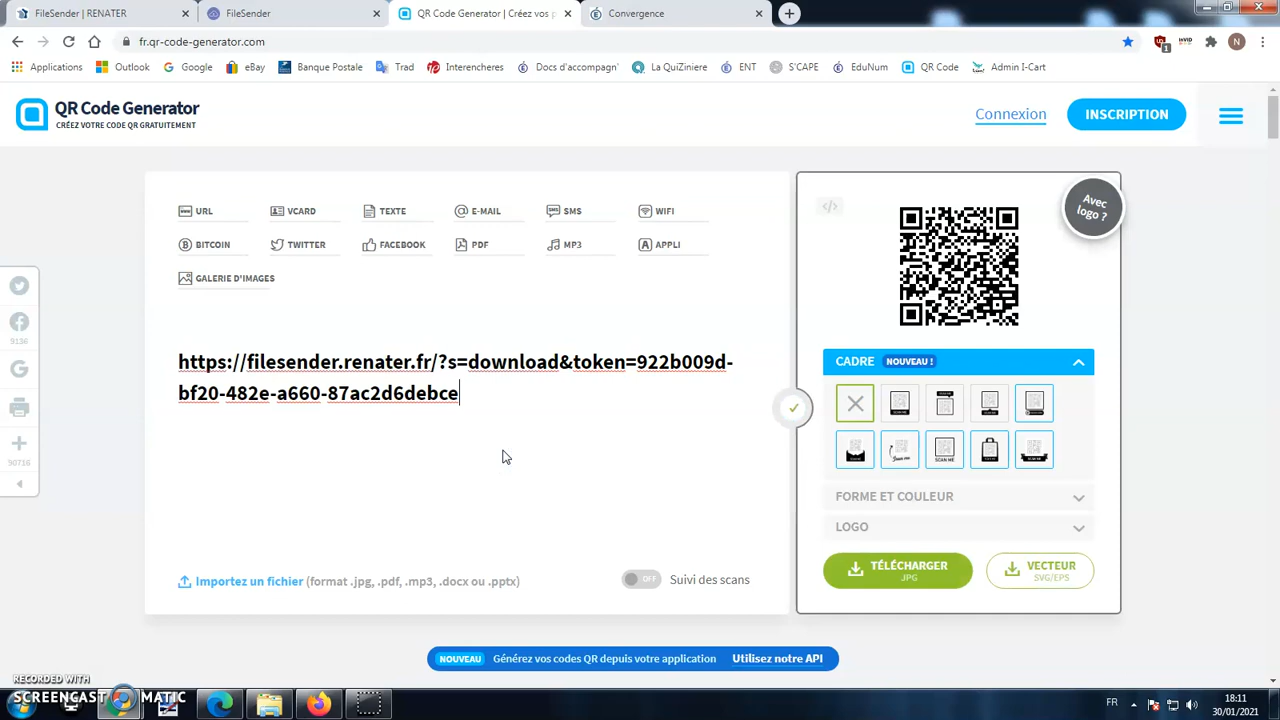 FileSender | RENATER
FileSender
QR Code Generator | Créez vos p
Convergence
fr.qr-code-generator.com
N
Applications
Outlook
Google
eBay
Banque Postale
Trad
Interencheres
Docs d'accompagn'
La QuiZiniere
ENT
S'CAPE
EduNum
QR Code
Admin I-Cart
QR Code Generator
CRÉEZ VOTRE CODE QR GRATUITEMENT
Connexion
INSCRIPTION
URL
VCARD
TEXTE
E-MAIL
SMS
WIFI
BITCOIN
TWITTER
FACEBOOK
PDF
MP3
APPLI
GALERIE D'IMAGES
Avec
logo ?
9136
90716
https://filesender.renater.fr/?s=download&token=922b009d-
bf20-482e-a660-87ac2d6debce
CADRE NOUVEAU !
FORME ET COULEUR
LOGO
TÉLÉCHARGER
JPG
VECTEUR
SVG/EPS
Importez un fichier (format .jpg, .pdf, .mp3, .docx ou .pptx)
OFF
Suivi des scans
NOUVEAU Générez vos codes QR depuis votre application Utilisez notre API
RECORDED WITH
SCREENCAST MATIC
FR
18:11
30/01/2021